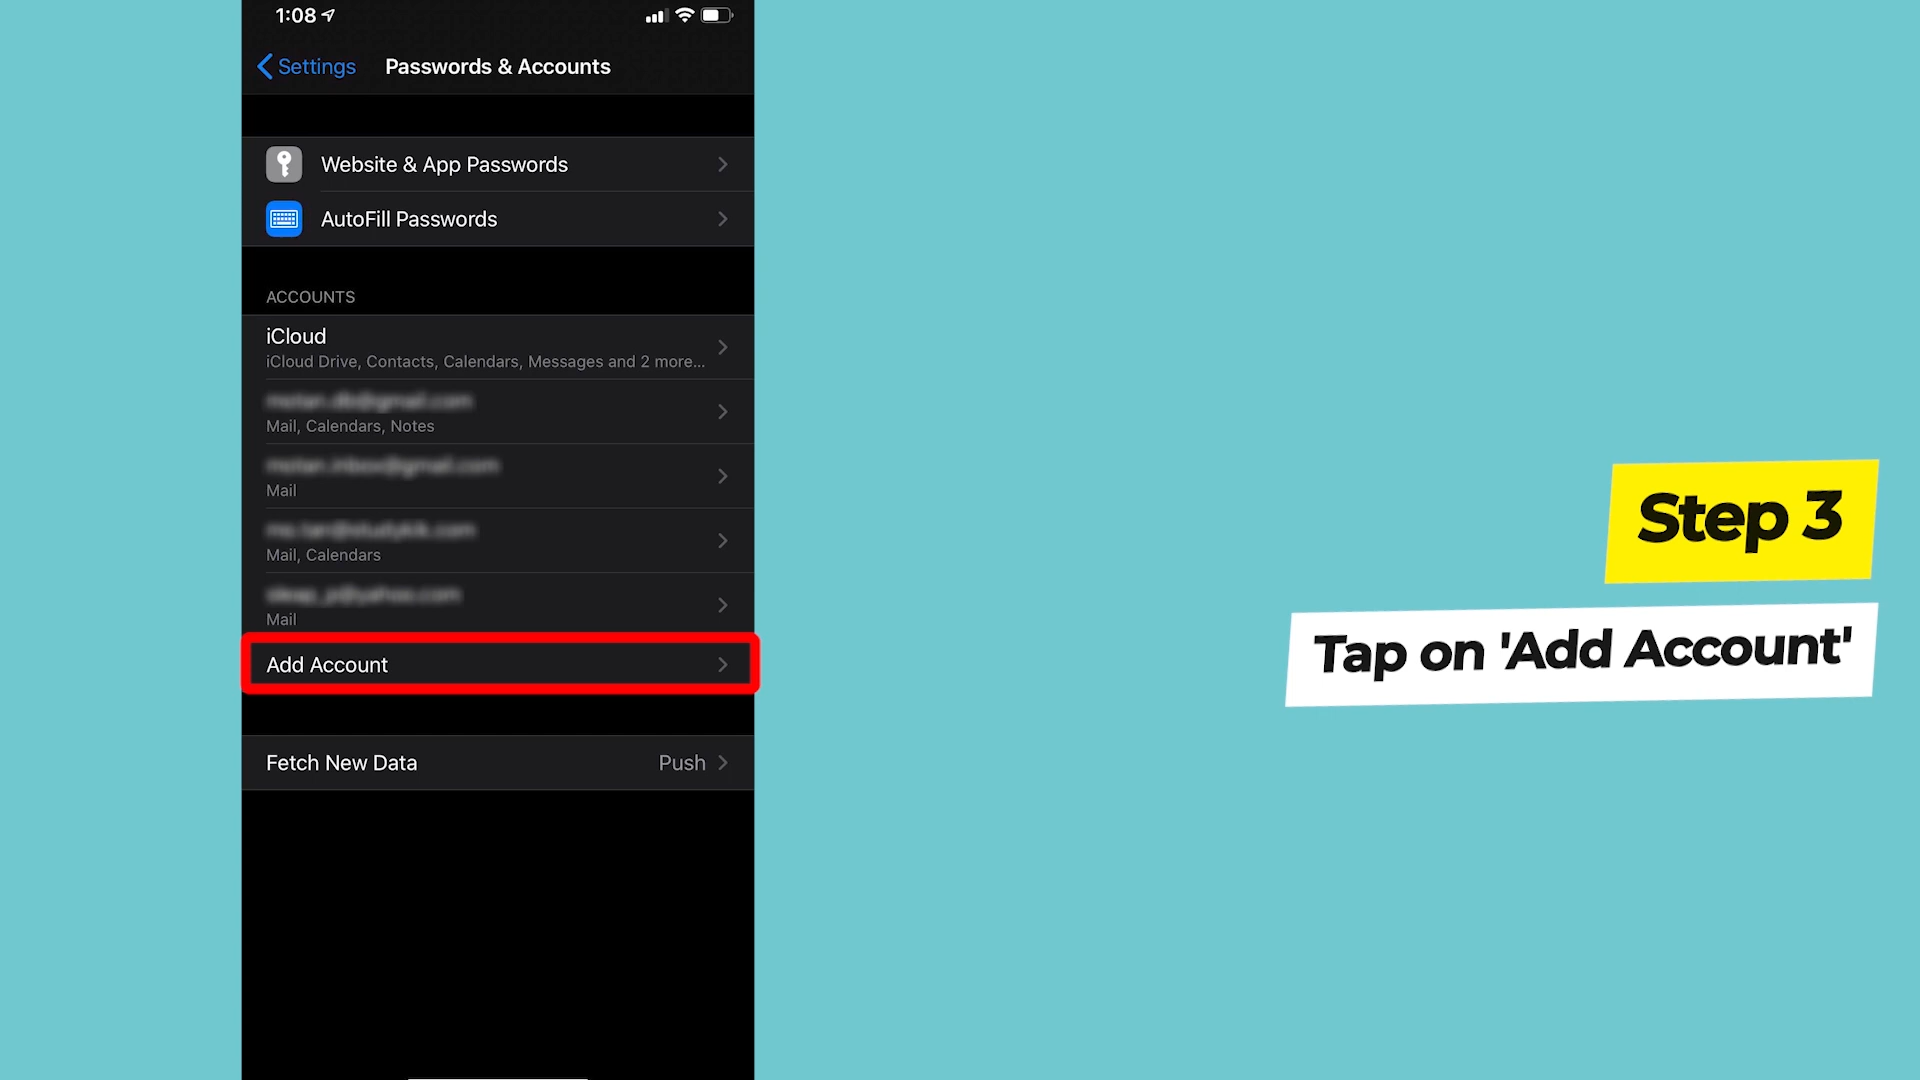 1:08
Settings
Passwords & Accounts
Website & App Passwords
AutoFill Passwords
ACCOUNTS
iCloud
iCloud Drive, Contacts, Calendars, Messages and 2 more...
Mail, Calendars, Notes
Mail
Mail, Calendars
Mail
Add Account
Fetch New Data
Push
Step 3
Tap on 'Add Account'